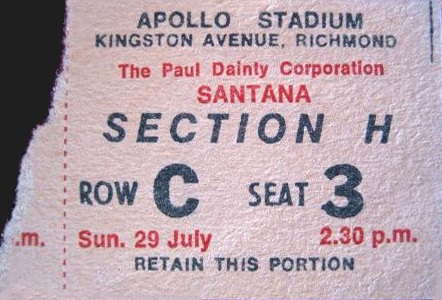 APOLLO STADIUM
KINGSTON AVENUE, RICHMOND
The Paul Dainty Corporation
SANTANA
SECTION H
ROW C SEAT 3
.m. Sun. 29 July 2.30 p.m.
RETAIN THIS PORTION